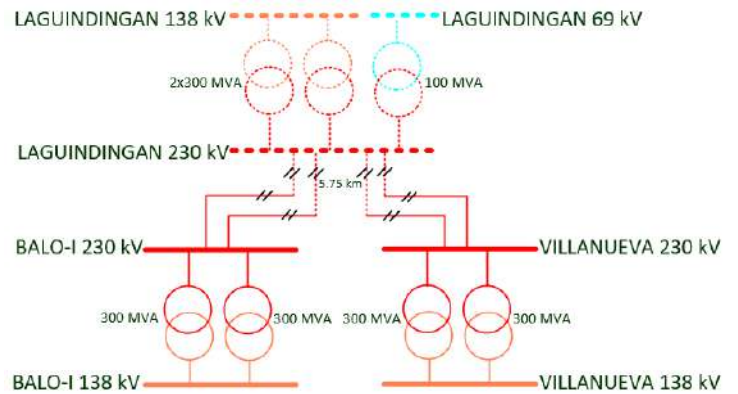 LAGUINDINGAN 138 kV
LAGUINDINGAN 69 kV
2x300 MVA
100 MVA
LAGUINDINGAN 230 kV
5.75 km
BALO-I 230 kV
VILLANUEVA 230 kV
300 MVA
300 MVA
300 MVA
300 MVA
BALO-I 138 kV
VILLANUEVA 138 kV